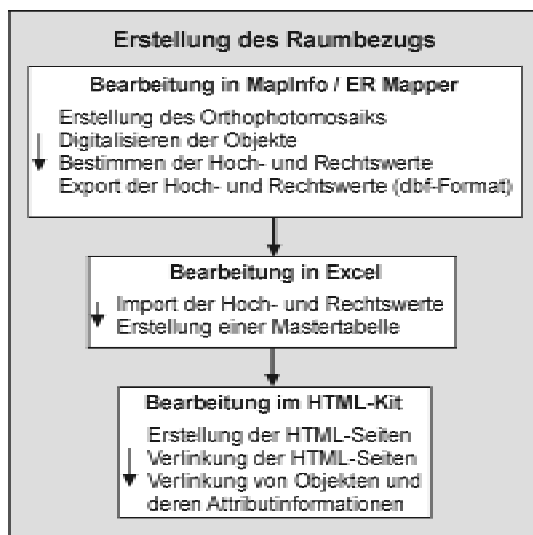 Erstellung des Raumbezugs
Bearbeitung in MapInfo / ER Mapper
Erstellung des Orthophotomosaiks
Digitalisieren der Objekte
Bestimmen der Hoch- und Rechtswerte
Export der Hoch- und Rechtswerte (dbf-Format)
Bearbeitung in Excel
Import der Hoch- und Rechtswerte
Erstellung einer Mastertabelle
Bearbeitung im HTML-Kit
Erstellung der HTML-Seiten
Verlinkung der HTML-Seiten
Verlinkung von Objekten und
deren Attributinformationen